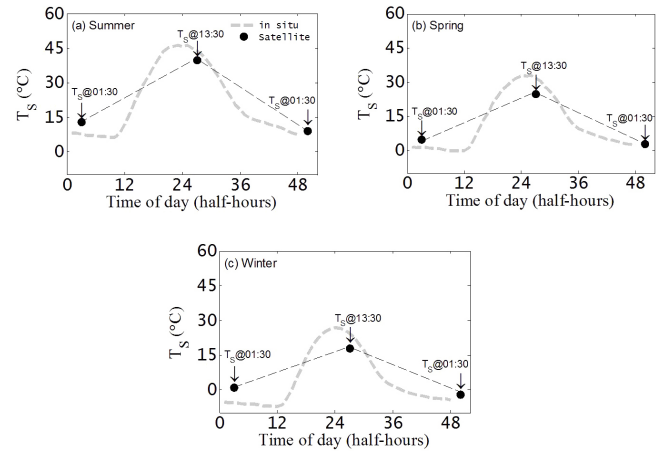 (a) Summer
in situ
Satellite
T_S@13:30
T_S@01:30
T_S@01:30
T_S (°C)
60
45
30
15
0
0 12 24 36 48
Time of day (half-hours)
(b) Spring
T_S@13:30
T_S@01:30
T_S@01:30
T_S (°C)
60
45
30
15
0
0 12 24 36 48
Time of day (half-hours)
(c) Winter
T_S@13:30
T_S@01:30
T_S@01:30
T_S (°C)
60
45
30
15
0
0 12 24 36 48
Time of day (half-hours)